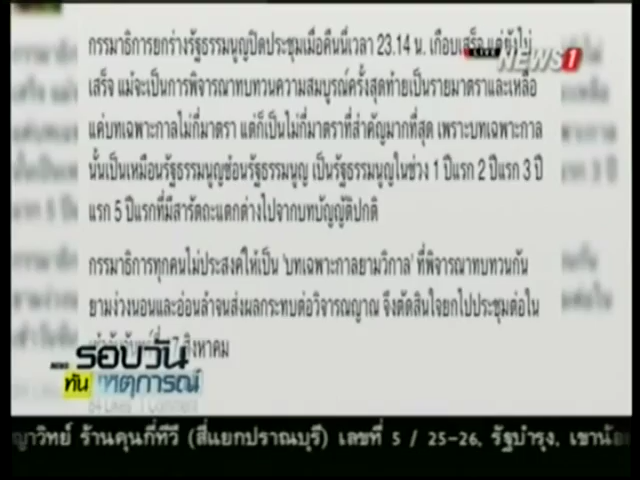 กรรมาธิการยกร่างรัฐธรรมนูญปิดประชุมเมื่อคืนนี้เวลา 23.14 น. เกือบเสร็จ แต่ยังไม่
LIVE NEWS1
เสร็จ แม้จะเป็นการพิจารณาทบทวนความสมบูรณ์ครั้งสุดท้ายเป็นรายมาตราและเหลือ
แค่บทเฉพาะกาลไม่กี่มาตรา แต่ก็เป็นไม่กี่มาตราที่สำคัญมากที่สุด เพราะบทเฉพาะกาล
นั้นเป็นเหมือนรัฐธรรมนูญซ้อนรัฐธรรมนูญ เป็นรัฐธรรมนูญในช่วง 1 ปีแรก 2 ปีแรก 3 ปี
แรก 5 ปีแรกที่มีสารัตถะแตกต่างไปจากบทบัญญัติปกติ
กรรมาธิการทุกคนไม่ประสงค์ให้เป็น 'บทเฉพาะกาลยามวิกาล' ที่พิจารณาทบทวนกัน
ยามง่วงนอนและอ่อนล้าจนส่งผลกระทบต่อวิจารณญาณ จึงตัดสินใจยกไปประชุมต่อใน
สิงหาคม
NEWS รอบวัน
ทัน เหตุการณ์
ญาวิทย์ ร้านคุนกี่ทีวี (สี่แยกปราณบุรี) เลขที่ 5 / 25-26, รัฐบำรุง, เขาน้อย